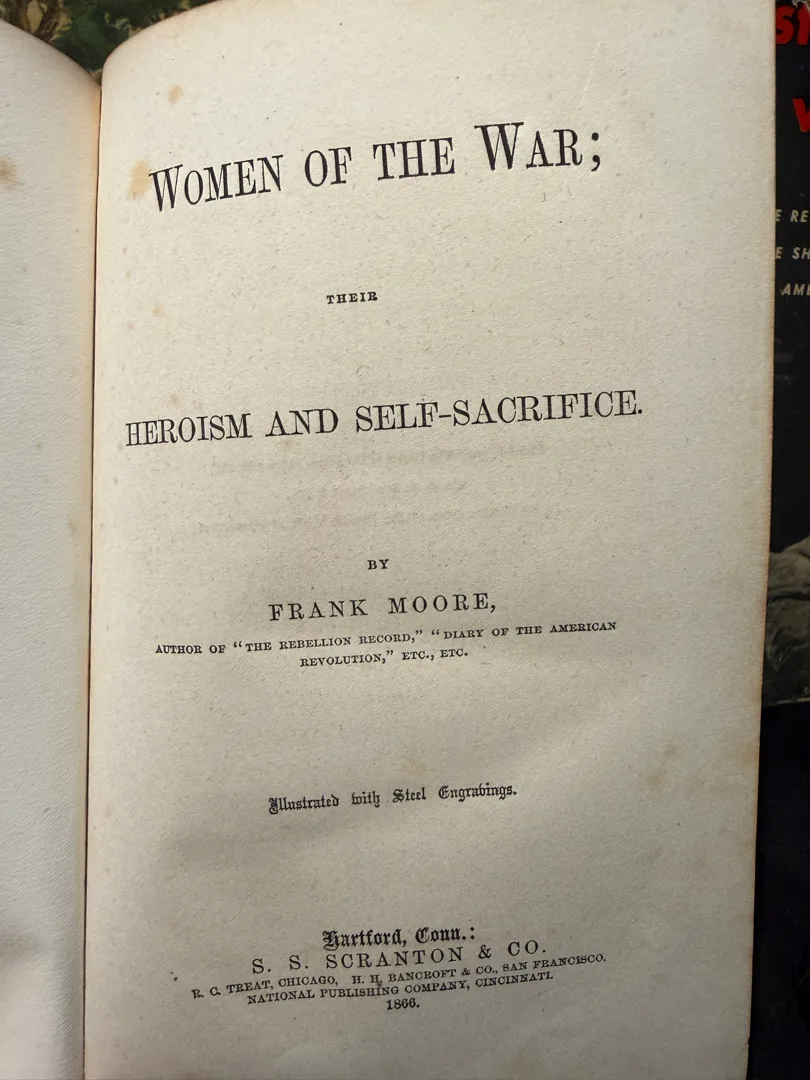 WOMEN OF THE WAR;
THEIR
HEROISM AND SELF-SACRIFICE.
BY
FRANK MOORE,
AUTHOR OF “THE REBELLION RECORD,” “DIARY OF THE AMERICAN
REVOLUTION,” ETC., ETC.
Illustrated with Steel Engravings.
Hartford, Conn.:
S. S. SCRANTON & CO.
R. C. TREAT, CHICAGO, H. H. BANCROFT & CO., SAN FRANCISCO.
NATIONAL PUBLISHING COMPANY, CINCINNATI.
1866.